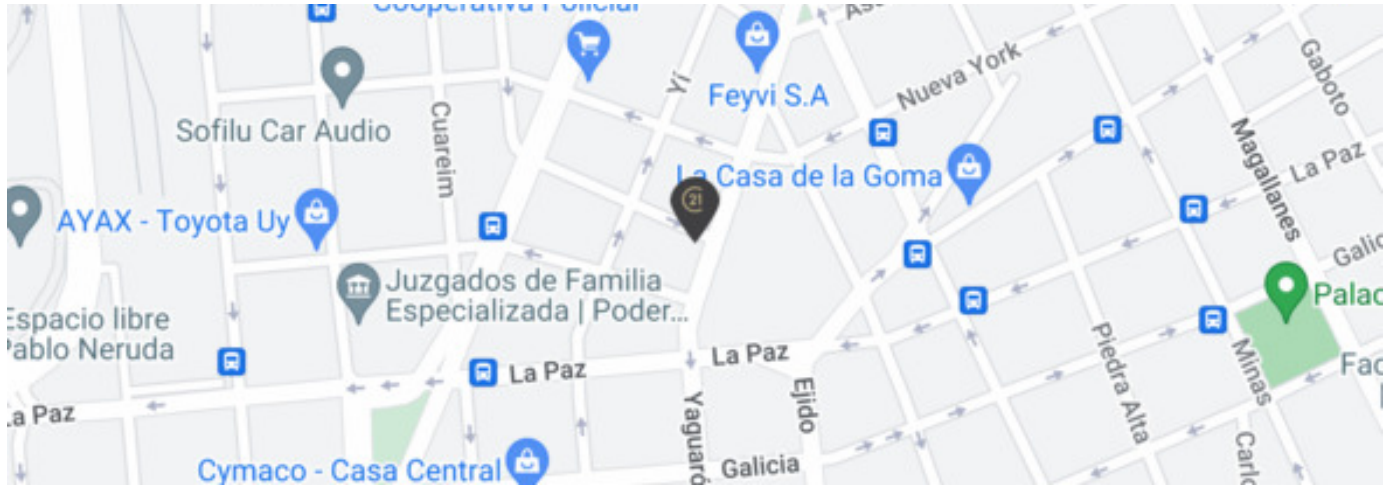 Cooperativa Policial
Feyvi S.A
Nueva York
Gaboto
Sofilu Car Audio
Cuareim
Yí
Magallanes
La Paz
La Casa de la Goma
21
AYAX - Toyota Uy
Juzgados de Familia
Especializada | Poder...
Galic
Palac
Espacio libre
Pablo Neruda
La Paz
La Paz
La Paz
Yaguaró
Ejido
Piedra Alta
Minas
Fac
Carlo
Cymaco - Casa Central
Galicia